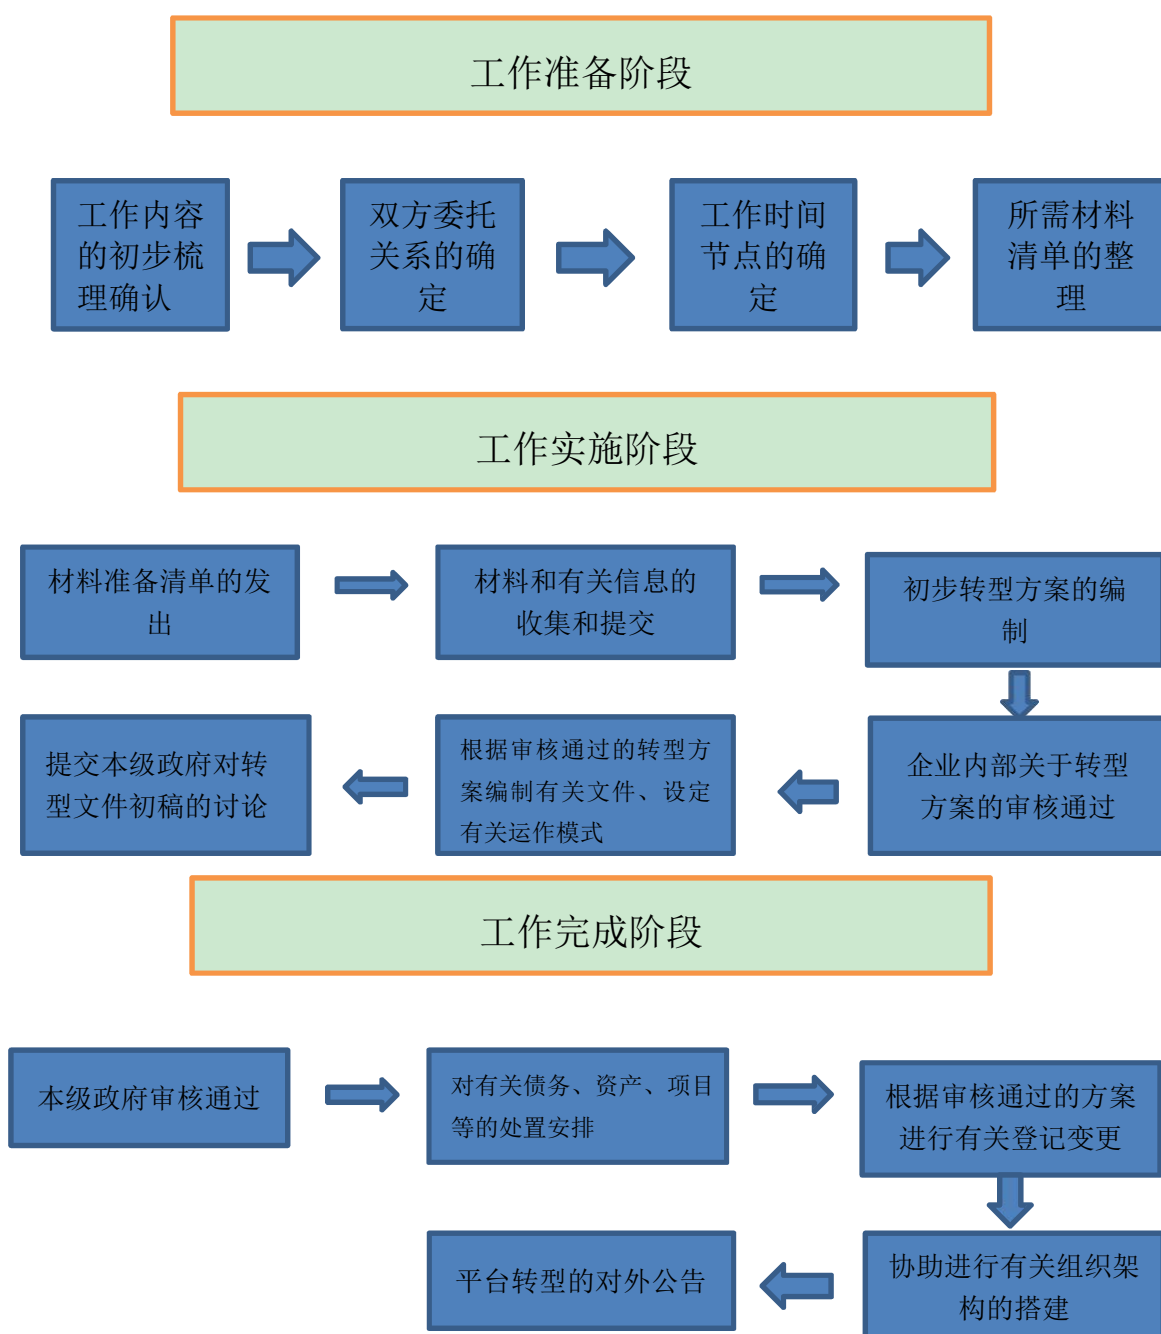 工作准备阶段
工作内容
的初步梳
理确认
双方委托
关系的确
定
工作时间
节点的确
定
所需材料
清单的整
理
工作实施阶段
材料准备清单的发
出
材料和有关信息的
收集和提交
初步转型方案的编
制
企业内部关于转型
方案的审核通过
根据审核通过的转型方
案编制有关文件、设定
有关运作模式
提交本级政府对转
型文件初稿的讨论
工作完成阶段
本级政府审核通过
对有关债务、资产、项目
等的处置安排
根据审核通过的方案
进行有关登记变更
协助进行有关组织架
构的搭建
平台转型的对外公告